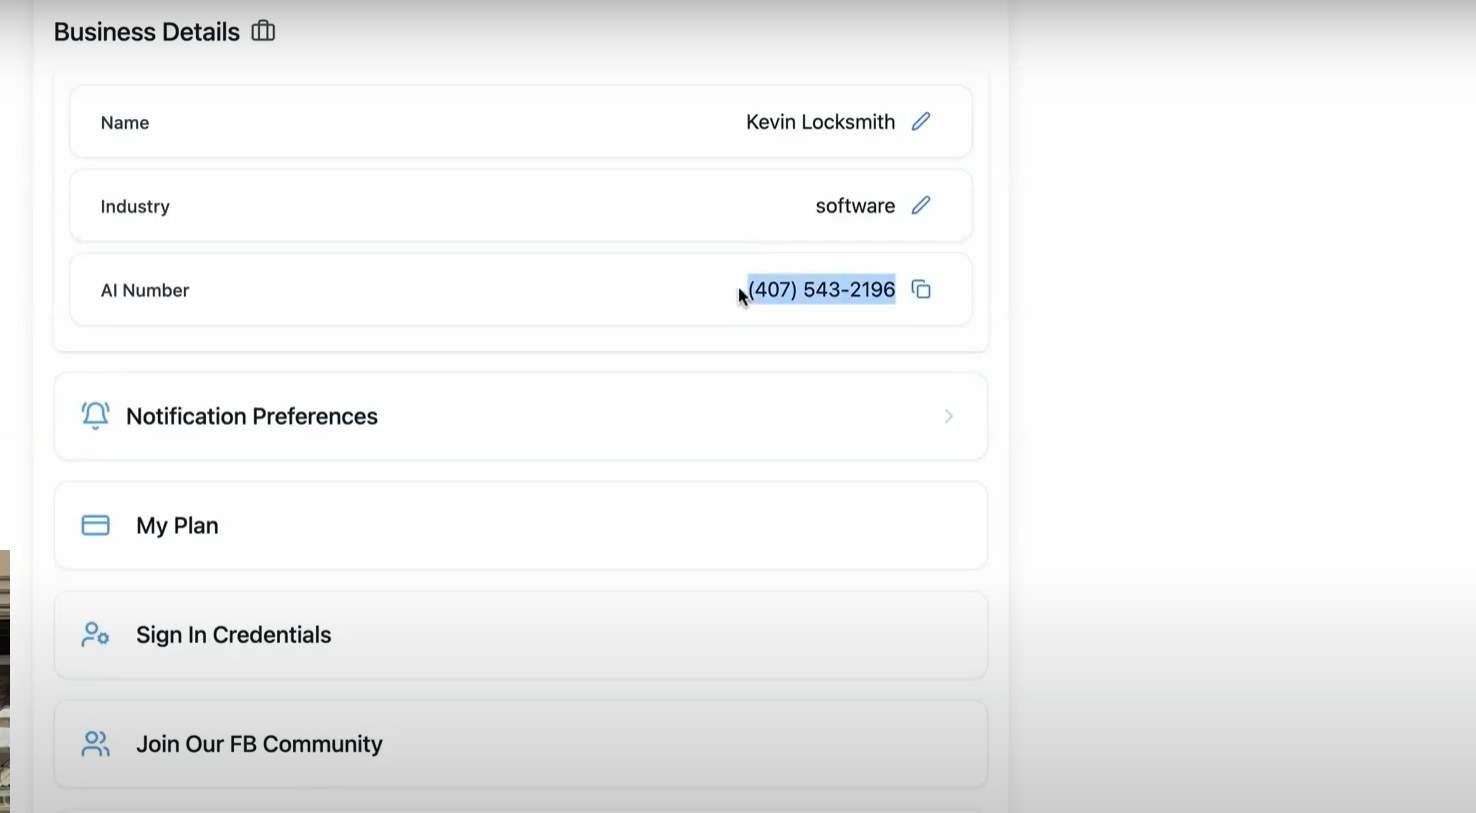 Business Details
Name
Kevin Locksmith
Industry
software
AI Number
(407) 543-2196
Notification Preferences
My Plan
Sign In Credentials
Join Our FB Community